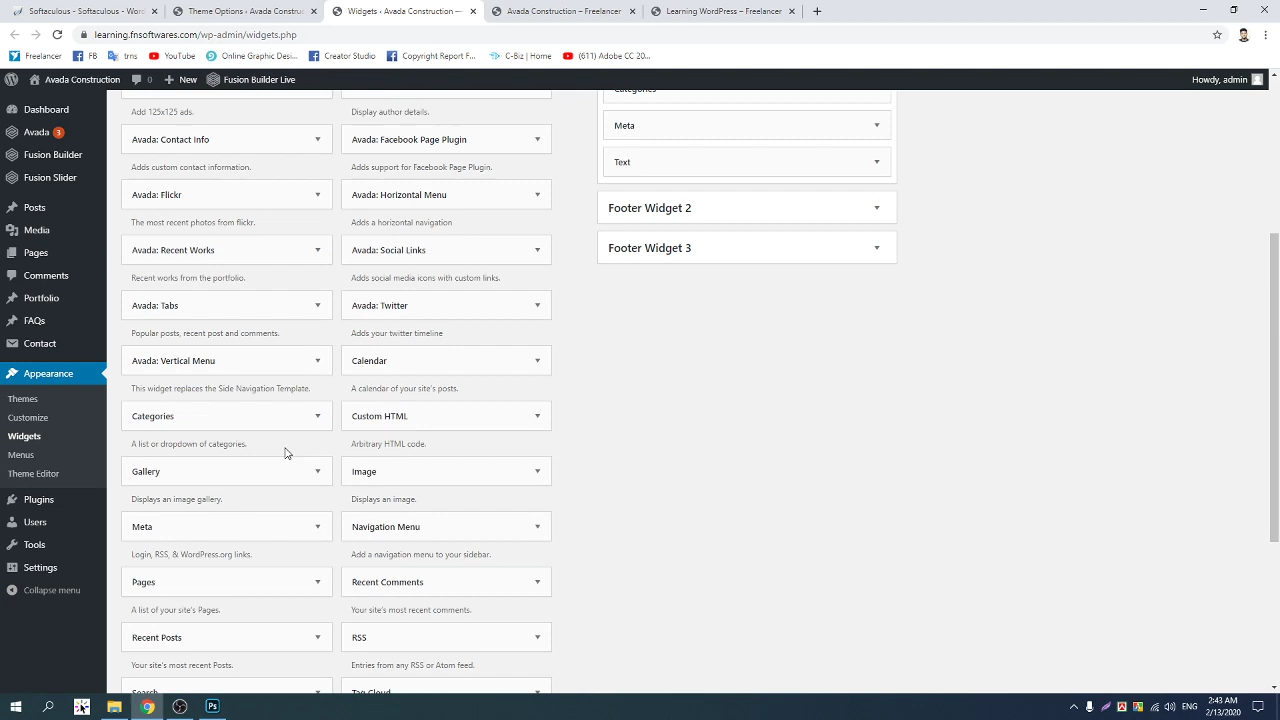 Softaculous - Softaculous - Word
Theme Options ‹ Avada Construc
Widgets ‹ Avada Construction —
Avada Construction – Freelancer
Learning WordPress – Freelancer
learning.fnsoftwares.com/wp-admin/widgets.php
Freelancer
FB
trns
YouTube
Online Graphic Desi...
Creator Studio
Copyright Report F...
C-Biz | Home
(611) Adobe CC 20...
Avada Construction
0
New
Fusion Builder Live
Howdy, admin
Dashboard
Avada 3
Fusion Builder
Fusion Slider
Posts
Media
Pages
Comments
Portfolio
FAQs
Contact
Appearance
Themes
Customize
Widgets
Menus
Theme Editor
Plugins
Users
Tools
Settings
Collapse menu
Add 125x125 ads.
Display author details.
Avada: Contact Info
Avada: Facebook Page Plugin
Adds custom contact information.
Adds support for Facebook Page Plugin.
Avada: Flickr
Avada: Horizontal Menu
The most recent photos from flickr.
Adds a horizontal navigation
Avada: Recent Works
Avada: Social Links
Recent works from the portfolio.
Adds social media icons with custom links.
Avada: Tabs
Avada: Twitter
Popular posts, recent post and comments.
Adds your twitter timeline
Avada: Vertical Menu
Calendar
This widget replaces the Side Navigation Template.
A calendar of your site's posts.
Categories
Custom HTML
A list or dropdown of categories.
Arbitrary HTML code.
Gallery
Image
Displays an image gallery.
Displays an image.
Meta
Navigation Menu
Login, RSS, & WordPress.org links.
Add a navigation menu to your sidebar.
Pages
Recent Comments
A list of your site's Pages.
Your site's most recent comments.
Recent Posts
RSS
Your site's most recent Posts.
Entries from any RSS or Atom feed.
Search
Tag Cloud
Categories
Meta
Text
Footer Widget 2
Footer Widget 3
Ps
ENG
2:43 AM
2/13/2020